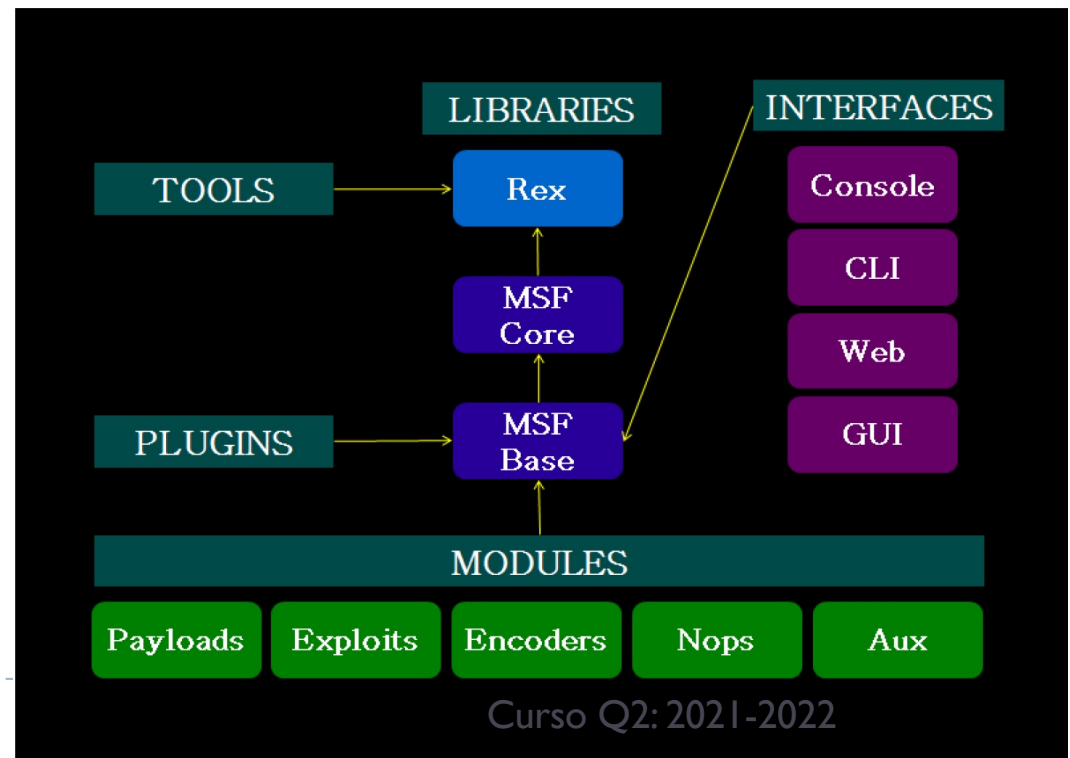 LIBRARIES
INTERFACES
TOOLS
Rex
Console
CLI
MSF
Core
Web
PLUGINS
MSF
Base
GUI
MODULES
Payloads
Exploits
Encoders
Nops
Aux
Curso Q2: 2021-2022